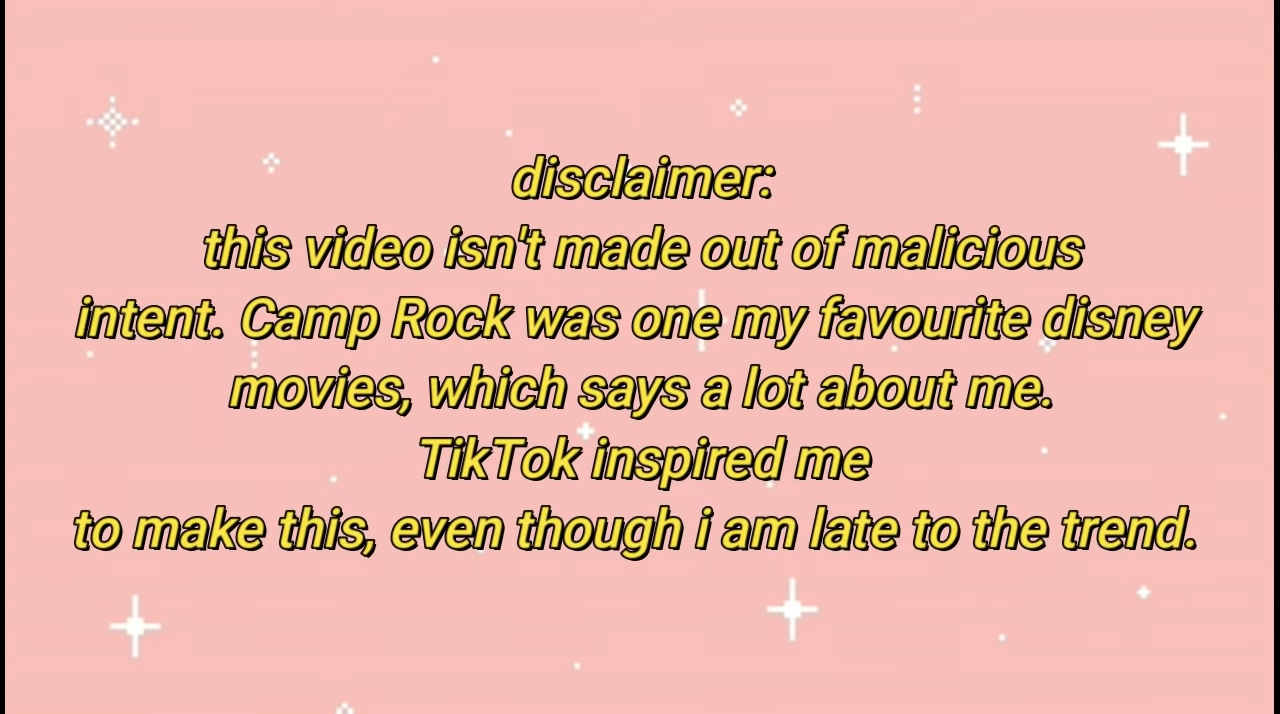 disclaimer:
this video isn't made out of malicious
intent. Camp Rock was one my favourite disney
movies, which says a lot about me.
TikTok inspired me
to make this, even though i am late to the trend.